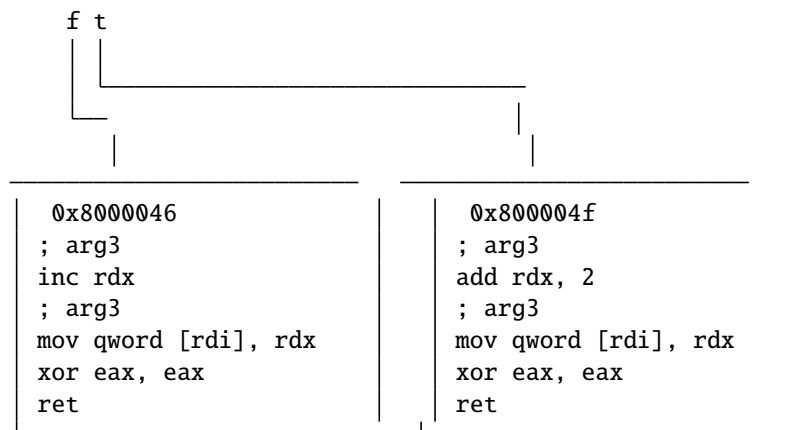 f t
0x8000046
; arg3
inc rdx
; arg3
mov qword [rdi], rdx
xor eax, eax
ret
0x800004f
; arg3
add rdx, 2
; arg3
mov qword [rdi], rdx
xor eax, eax
ret